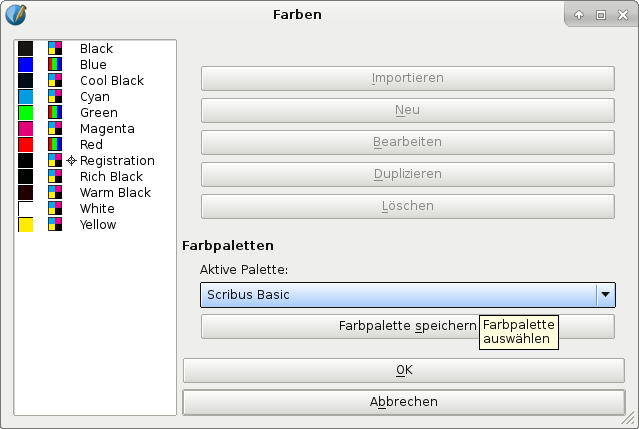 Farben
Black
Blue
Cool Black
Cyan
Green
Magenta
Red
Registration
Rich Black
Warm Black
White
Yellow
Importieren
Neu
Bearbeiten
Duplizieren
Löschen
Farbpaletten
Aktive Palette:
Scribus Basic
Farbpalette speichern
Farbpalette
auswählen
OK
Abbrechen